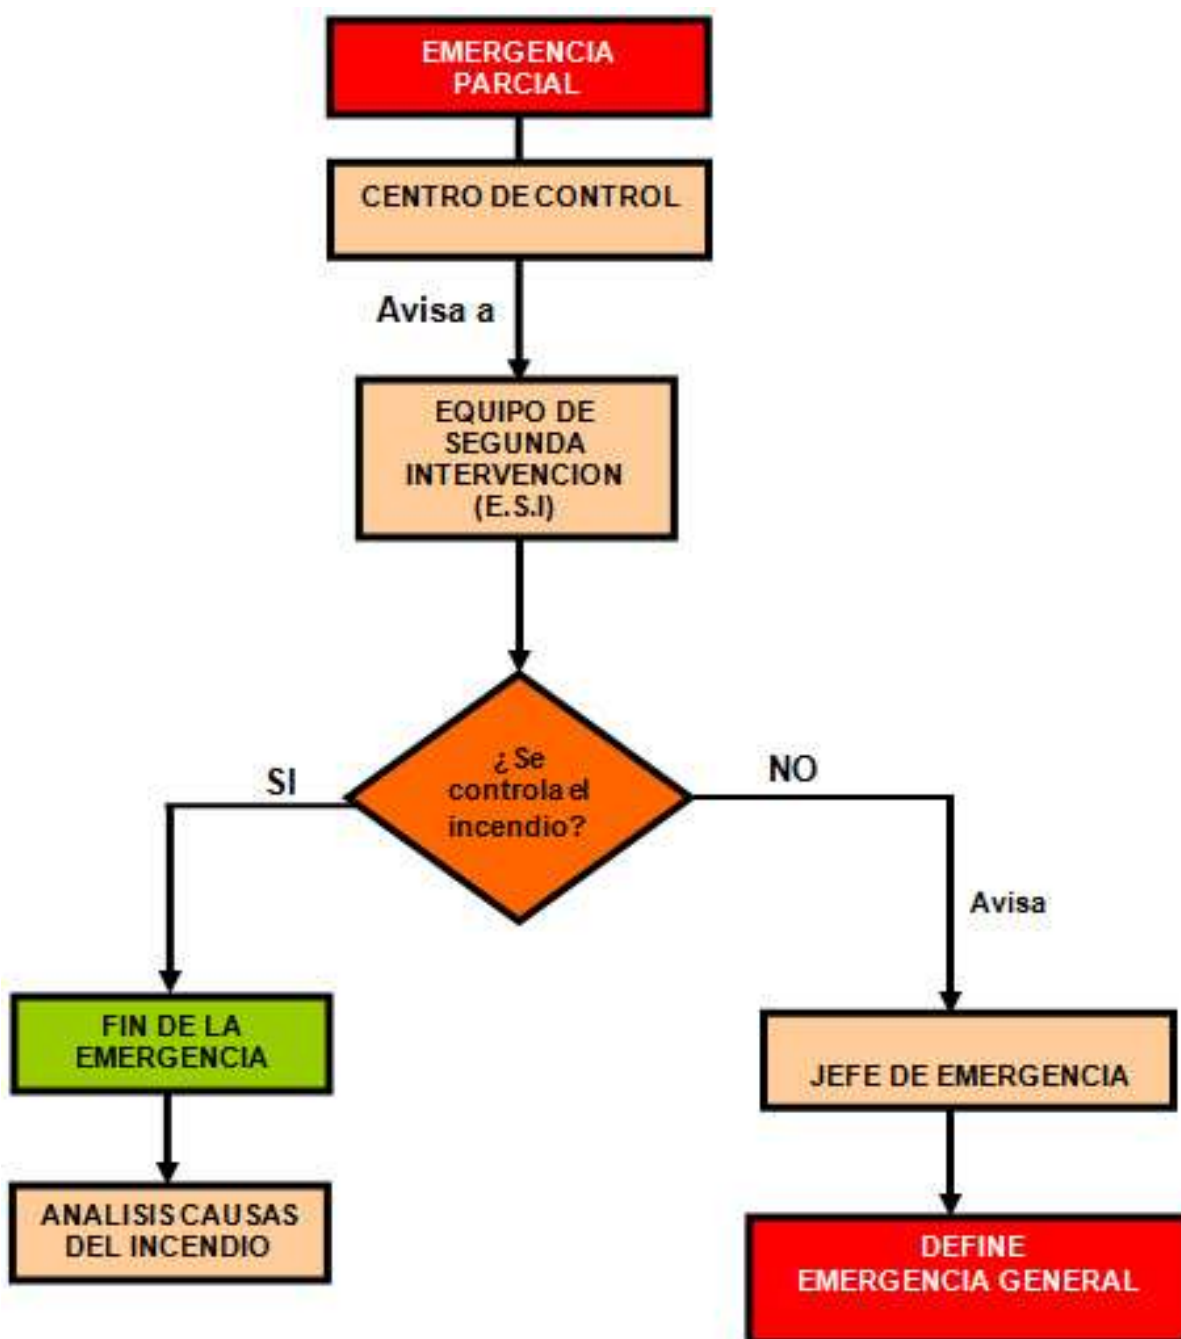 EMERGENCIA
PARCIAL
CENTRO DE CONTROL
Avisa a
EQUIPO DE
SEGUNDA
INTERVENCION
(E.S.I)
¿Se
controla el
incendio?
SI
NO
Avisa
FIN DE LA
EMERGENCIA
JEFE DE EMERGENCIA
ANALISIS CAUSAS
DEL INCENDIO
DEFINE
EMERGENCIA GENERAL